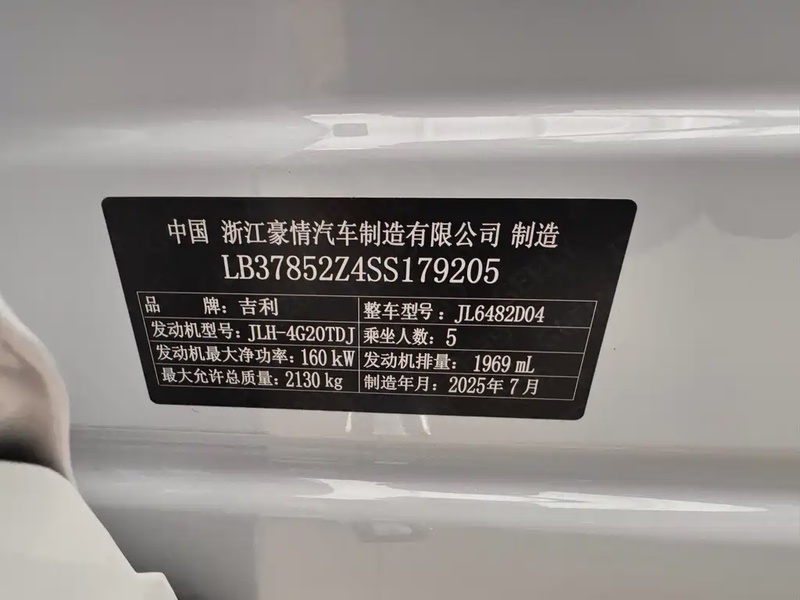 中国 浙江豪情汽车制造有限公司 制造
LB37852Z4SS179205
品 牌：吉利 整车型号：JL6482D04
发动机型号：JLH-4G20TDJ 乘坐人数：5
发动机最大净功率：160 kW 发动机排量：1969 mL
最大允许总质量：2130 kg 制造年月：2025年7月